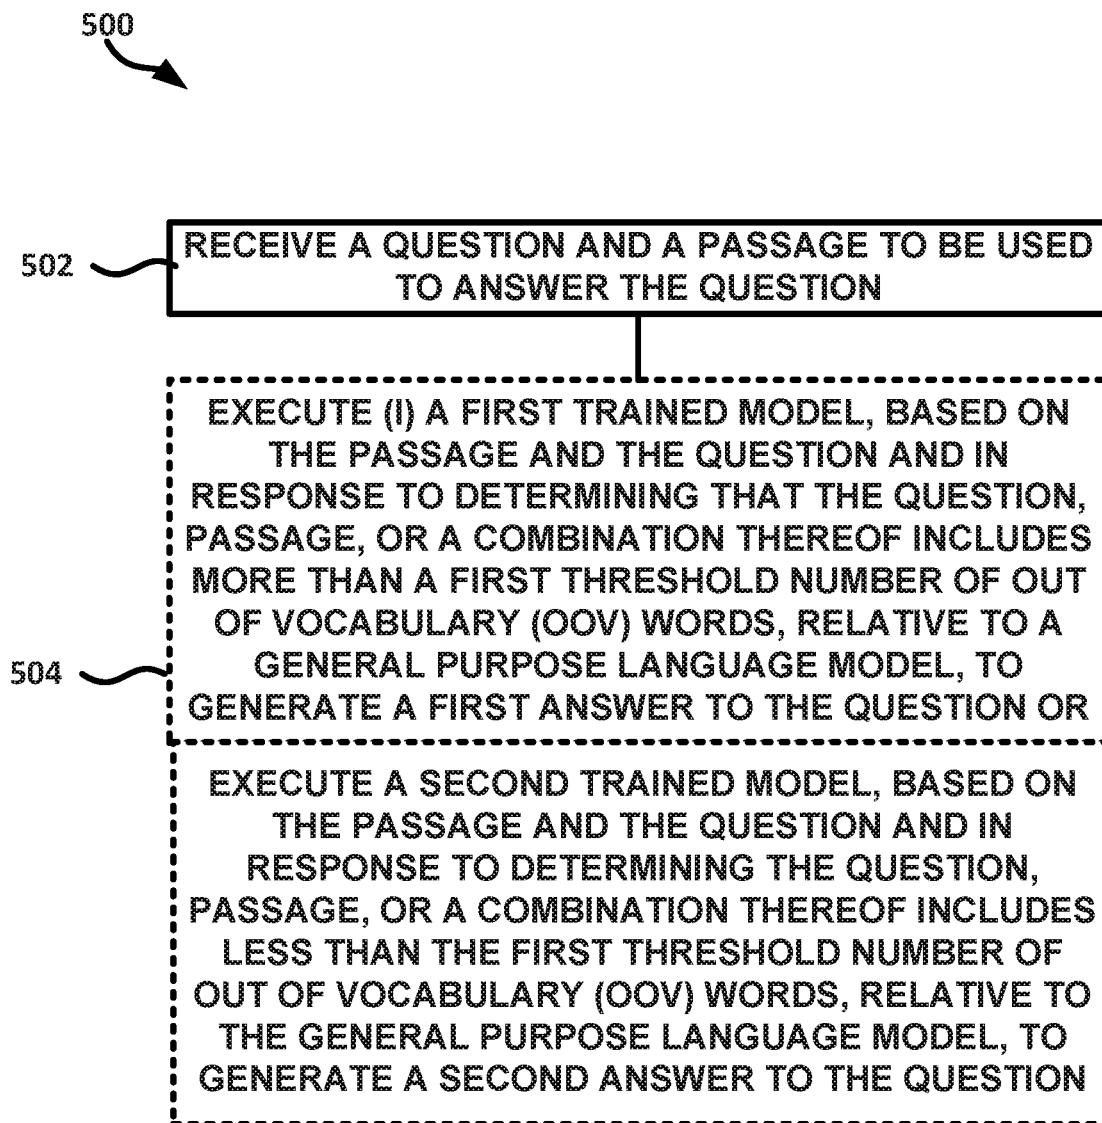 500
502
RECEIVE A QUESTION AND A PASSAGE TO BE USED
TO ANSWER THE QUESTION
504
EXECUTE (I) A FIRST TRAINED MODEL, BASED ON
THE PASSAGE AND THE QUESTION AND IN
RESPONSE TO DETERMINING THAT THE QUESTION,
PASSAGE, OR A COMBINATION THEREOF INCLUDES
MORE THAN A FIRST THRESHOLD NUMBER OF OUT
OF VOCABULARY (OOV) WORDS, RELATIVE TO A
GENERAL PURPOSE LANGUAGE MODEL, TO
GENERATE A FIRST ANSWER TO THE QUESTION OR
EXECUTE A SECOND TRAINED MODEL, BASED ON
THE PASSAGE AND THE QUESTION AND IN
RESPONSE TO DETERMINING THE QUESTION,
PASSAGE, OR A COMBINATION THEREOF INCLUDES
LESS THAN THE FIRST THRESHOLD NUMBER OF
OUT OF VOCABULARY (OOV) WORDS, RELATIVE TO
THE GENERAL PURPOSE LANGUAGE MODEL, TO
GENERATE A SECOND ANSWER TO THE QUESTION